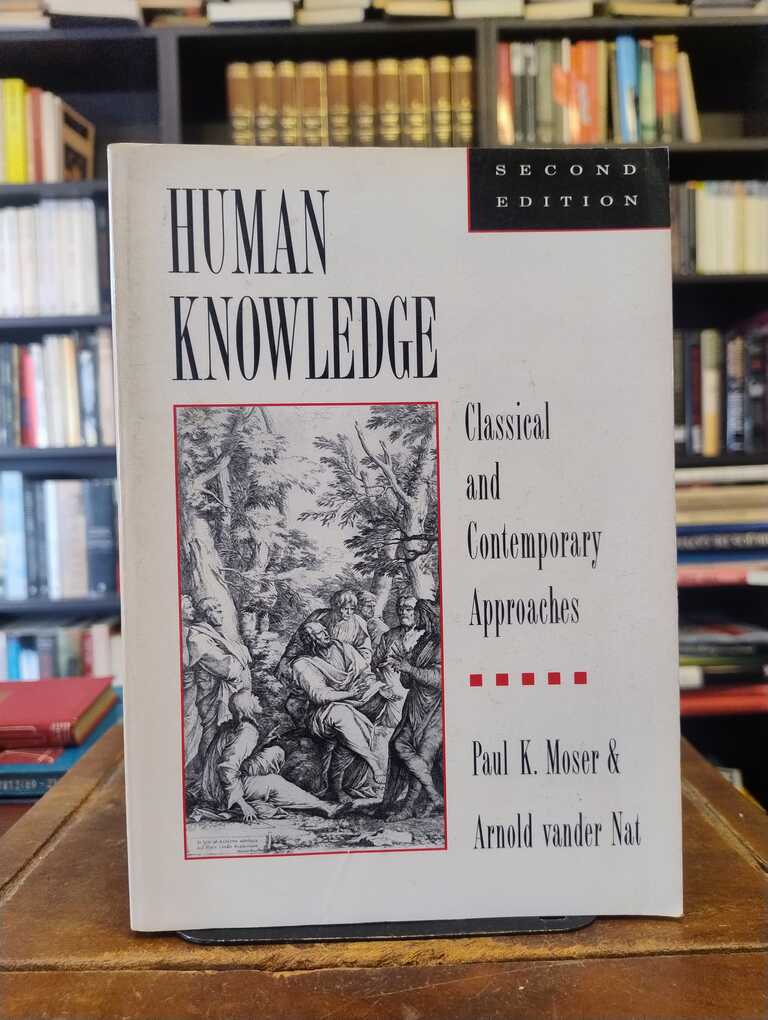 SECOND
EDITION
HUMAN
KNOWLEDGE
Classical
and
Contemporary
Approaches
Paul K. Moser &
Arnold vander Nat